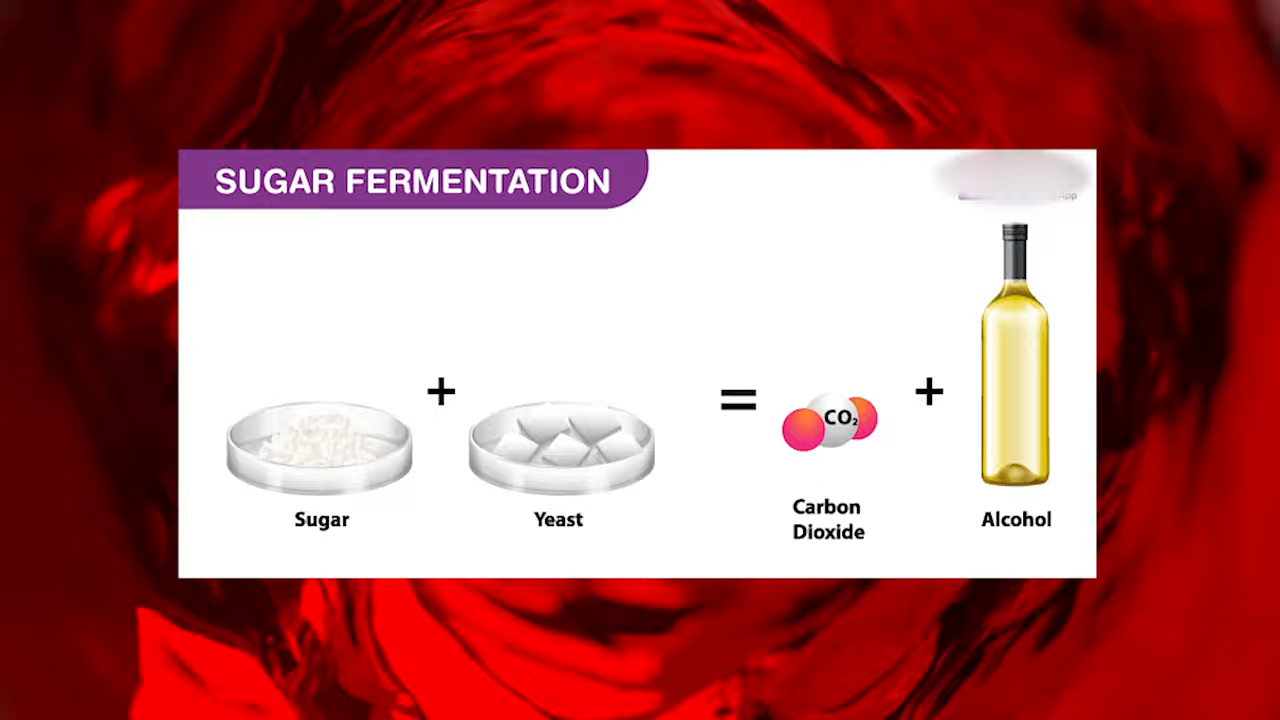 SUGAR FERMENTATION
+
=
CO₂
+
Sugar
Yeast
Carbon
Dioxide
Alcohol